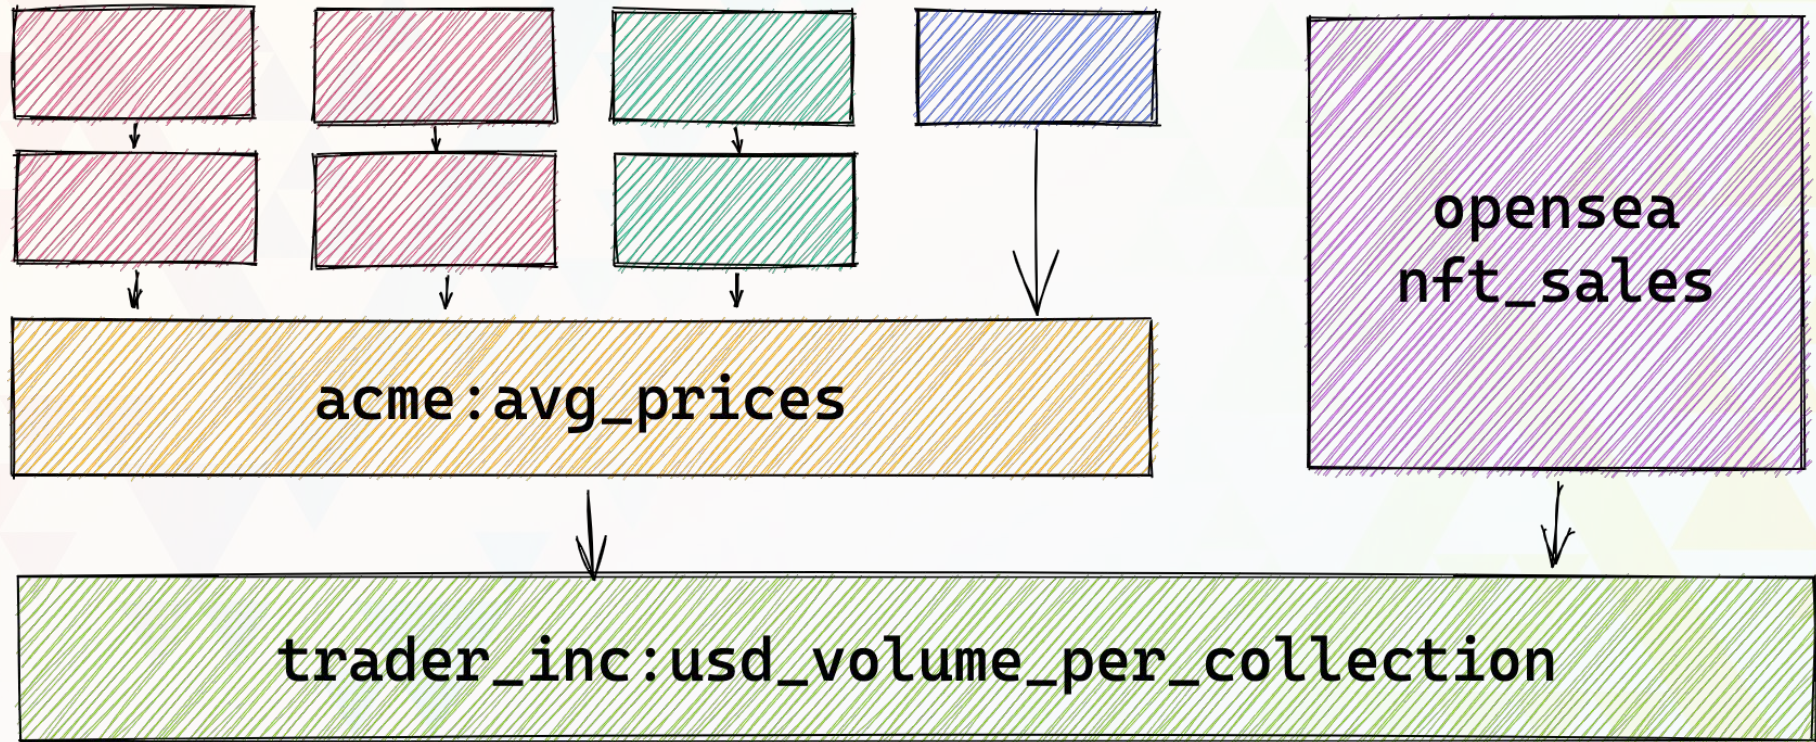 opensea
nft_sales
acme:avg_prices
trader_inc:usd_volume_per_collection